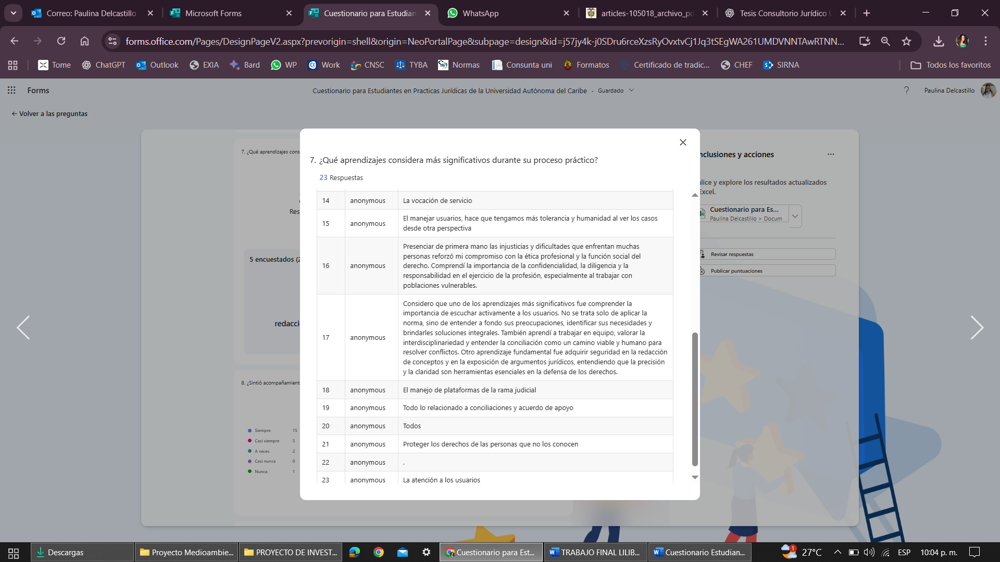 Correo: Paulina Delcastillo
Microsoft Forms
Cuestionario para Estudian
WhatsApp
articles-105018_archivo_pd
Tesis Consultorio Jurídico U
forms.office.com/Pages/DesignPageV2.aspx?prevorigin=shell&origin=NeoPortalPage&subpage=design&id=j57jy4k-j0SDru6rceXzsRyOvxtvCj1Jq3tSEgWA261UMDVNNTAwRTNN...
Tome
ChatGPT
Outlook
EXIA
Bard
WP
Work
CNSC
TYBA
Normas
Consunta uni
Formatos
Certificado de tradic...
CHEF
SIRNA
Todos los favoritos
Forms
Cuestionario para Estudiantes en Practicas Jurídicas de la Universidad Autónoma del Caribe - Guardado
?
Paulina Delcastillo
Volver a las preguntas
7. ¿Qué aprendizajes cons
Res
5 encuestados (2
redacci
8. ¿Sintió acompañamient
Siempre 15
Casi siempre 5
A veces 2
Casi nunca 0
Nunca 1
7. ¿Qué aprendizajes considera más significativos durante su proceso práctico?
23 Respuestas
14 anonymous La vocación de servicio
15 anonymous El manejar usuarios, hace que tengamos más tolerancia y humanidad al ver los casos
desde otra perspectiva
16 anonymous Presenciar de primera mano las injusticias y dificultades que enfrentan muchas
personas reforzó mi compromiso con la ética profesional y la función social del
derecho. Comprendí la importancia de la confidencialidad, la diligencia y la
responsabilidad en el ejercicio de la profesión, especialmente al trabajar con
poblaciones vulnerables.
17 anonymous Considero que uno de los aprendizajes más significativos fue comprender la
importancia de escuchar activamente a los usuarios. No se trata solo de aplicar la
norma, sino de entender a fondo sus preocupaciones, identificar sus necesidades y
brindarles soluciones integrales. También aprendí a trabajar en equipo, valorar la
interdisciplinariedad y entender la conciliación como un camino viable y humano para
resolver conflictos. Otro aprendizaje fundamental fue adquirir seguridad en la redacción
de conceptos y en la exposición de argumentos jurídicos, entendiendo que la precisión
y la claridad son herramientas esenciales en la defensa de los derechos.
18 anonymous El manejo de plataformas de la rama judicial
19 anonymous Todo lo relacionado a conciliaciones y acuerdo de apoyo
20 anonymous Todos
21 anonymous Proteger los derechos de las personas que no los conocen
22 anonymous .
23 anonymous La atención a los usuarios
nclusiones y acciones
...
lice y explore los resultados actualizados
Excel.
Cuestionario para Es...
Paulina Delcastillo > Docum
Revisar respuestas
Publicar puntuaciones
Descargas
Proyecto Medioambie...
PROYECTO DE INVEST...
Cuestionario para Est...
TRABAJO FINAL LILIB...
Cuestionario Estudian...
1
27°C
ESP
10:04 p. m.